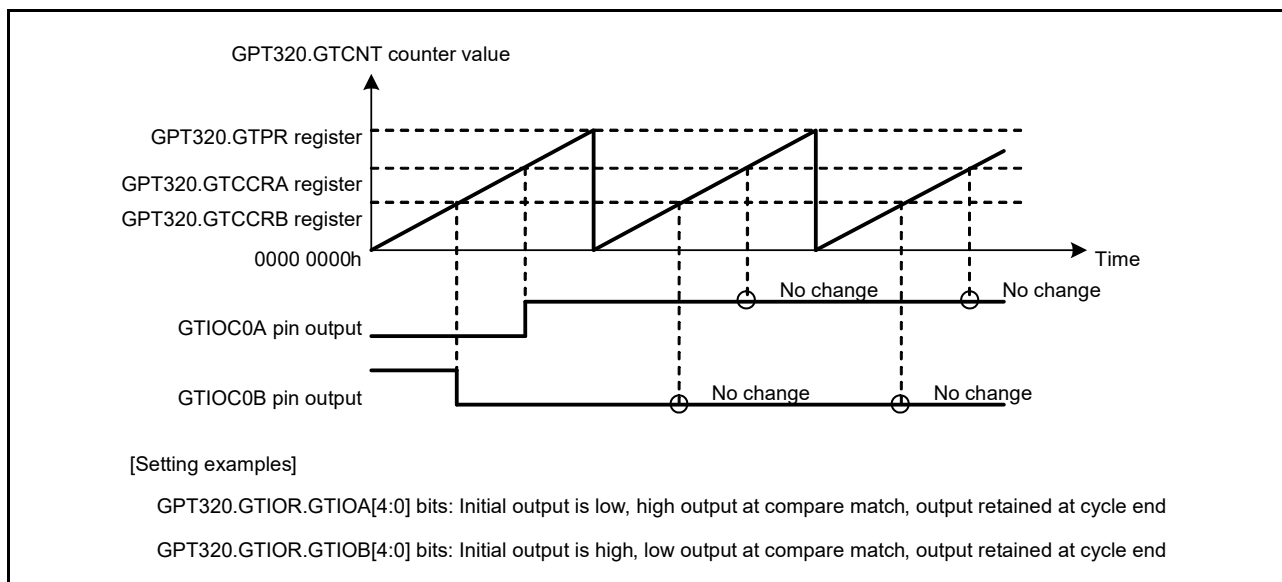 GPT320.GTCNT counter value
GPT320.GTPR register
GPT320.GTCCRA register
GPT320.GTCCRB register
0000 0000h
Time
No change
No change
GTIOC0A pin output
GTIOC0B pin output
No change
No change
[Setting examples]
GPT320.GTIOR.GTIOA[4:0] bits: Initial output is low, high output at compare match, output retained at cycle end
GPT320.GTIOR.GTIOB[4:0] bits: Initial output is high, low output at compare match, output retained at cycle end